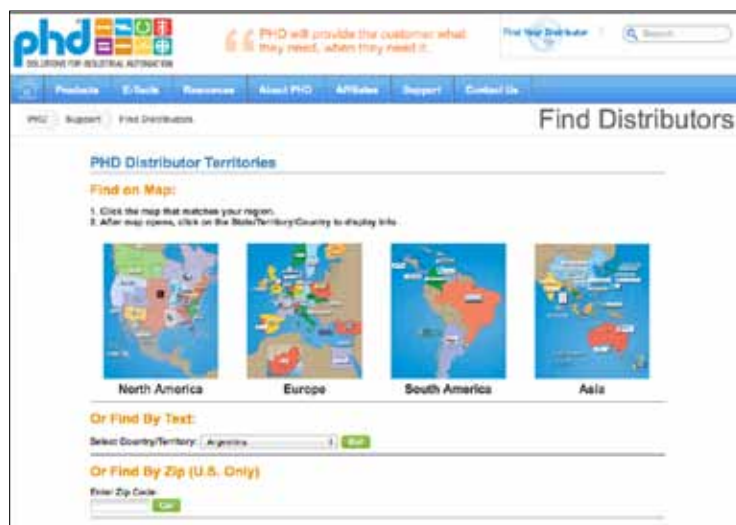 phd
SOLUTIONS FOR INDUSTRIAL AUTOMATION
PHD will provide the customer what
they need, when they need it.
Find Your Distributor
Search
Products E-Tools Resources About PHD Affiliates Support Contact Us
PHD Support Find Distributors
Find Distributors
PHD Distributor Territories
Find on Map:
1. Click the map that matches your region.
2. After map opens, click on the State/Territory/Country to display info.
North America Europe South America Asia
Or Find By Text:
Select Country/Territory: Argentina Go!
Or Find By Zip (U.S. Only)
Enter Zip Code
Go!